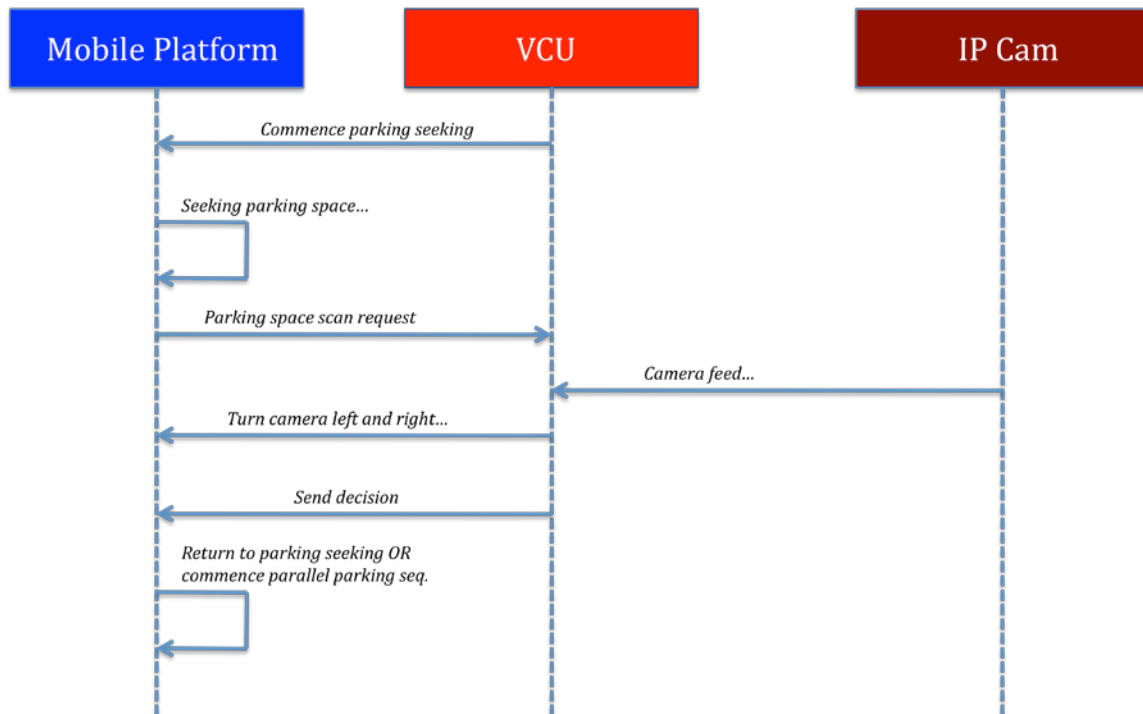 Mobile Platform
VCU
IP Cam
Commence parking seeking
Seeking parking space...
Parking space scan request
Camera feed...
Turn camera left and right...
Send decision
Return to parking seeking OR
commence parallel parking seq.